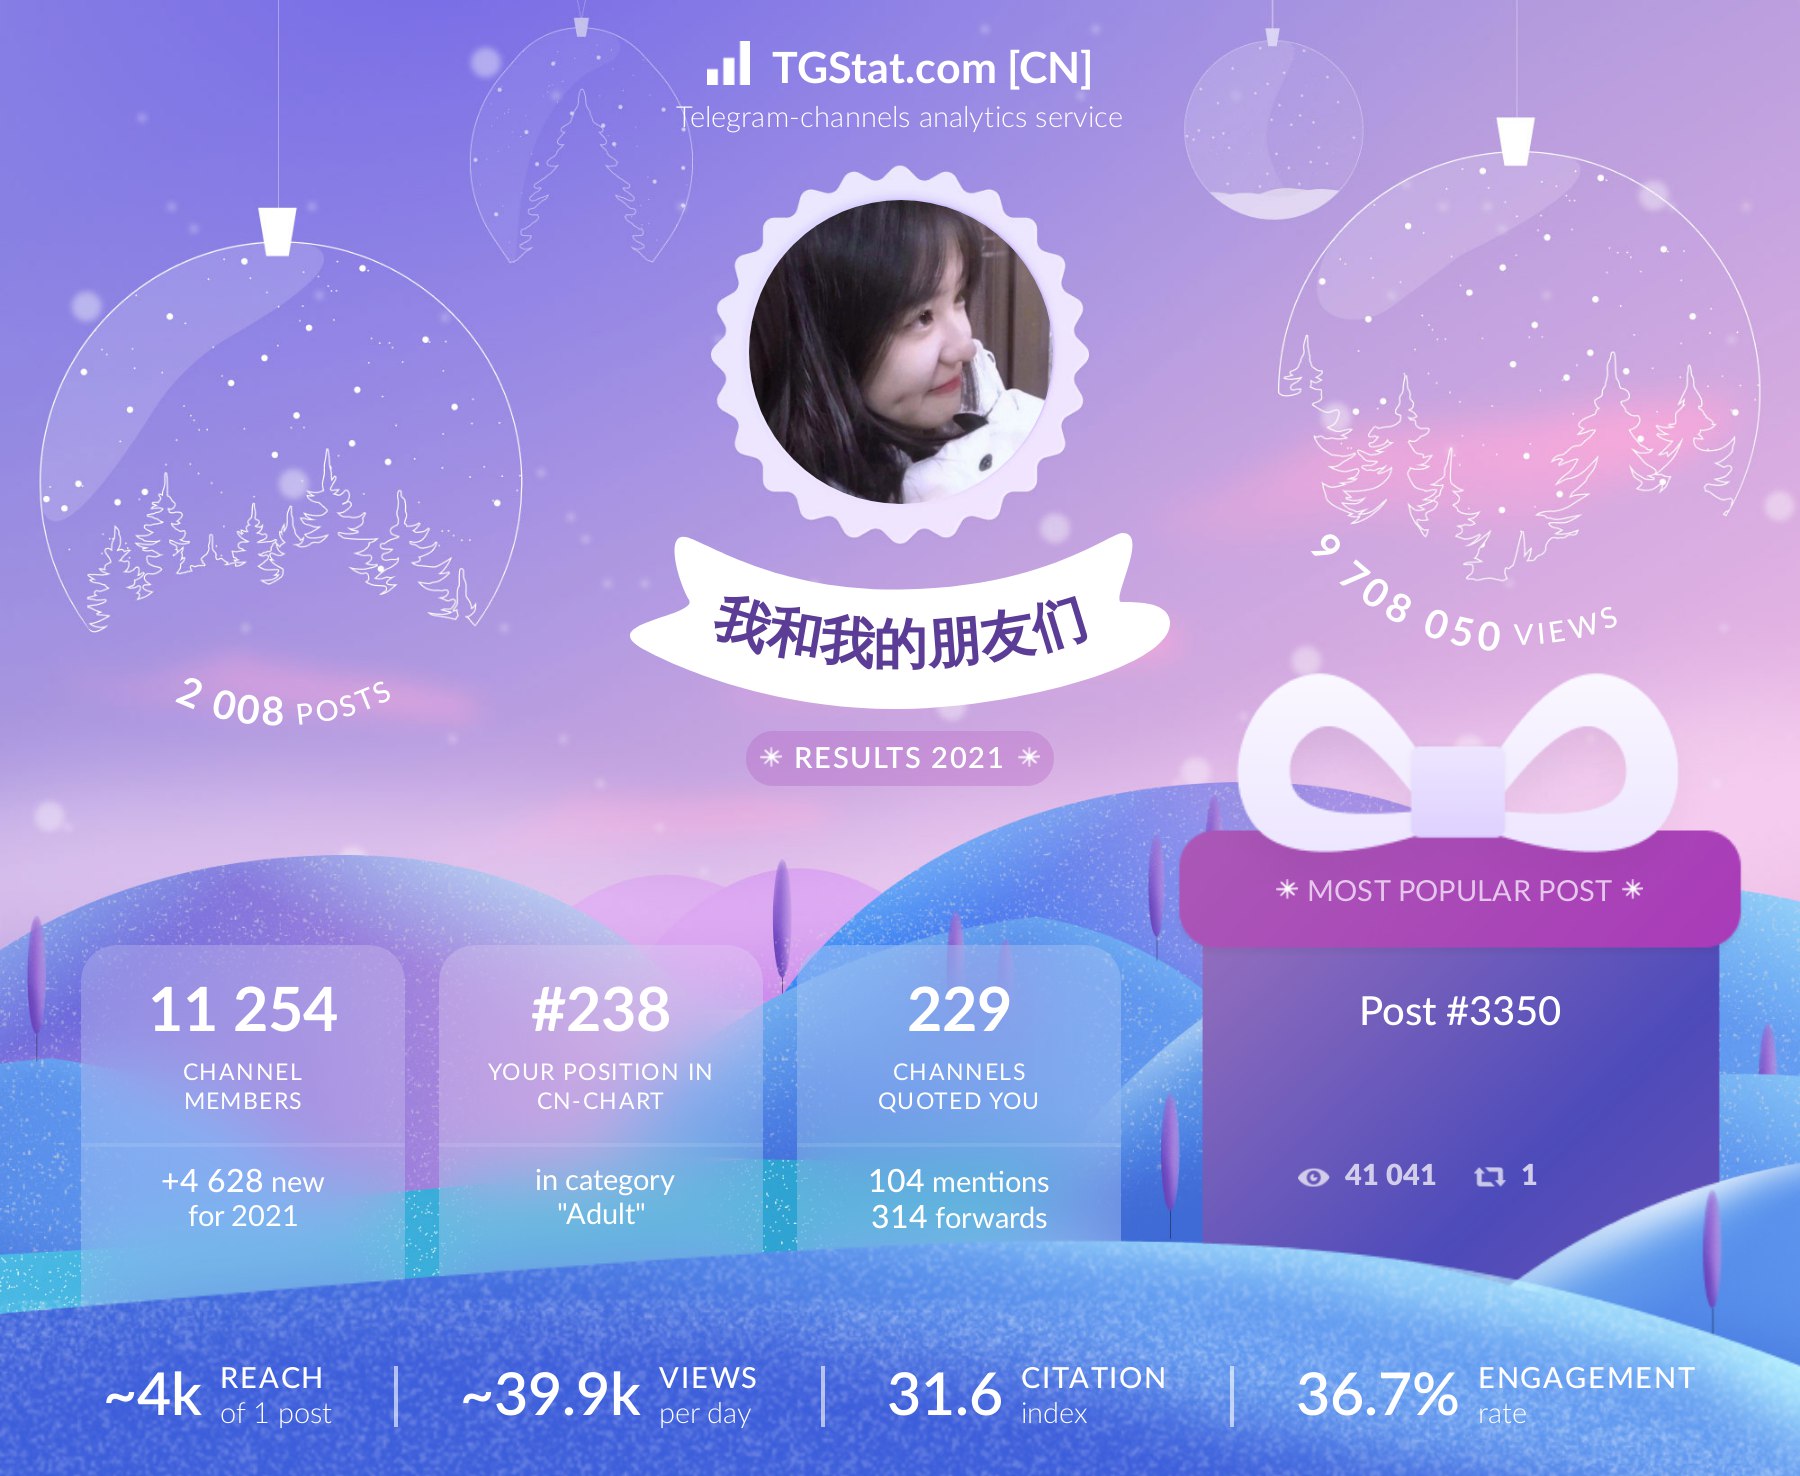 TGStat.com [CN]
Telegram-channels analytics service
我和我的朋友们
RESULTS 2021
2 008 POSTS
9 708 050 VIEWS
MOST POPULAR POST
Post #3350
41 041 1
11 254
CHANNEL
MEMBERS
+4 628 new
for 2021
#238
YOUR POSITION IN
CN-CHART
in category
"Adult"
229
CHANNELS
QUOTED YOU
104 mentions
314 forwards
~4k REACH
of 1 post
~39.9k VIEWS
per day
31.6 CITATION
index
36.7% ENGAGEMENT
rate